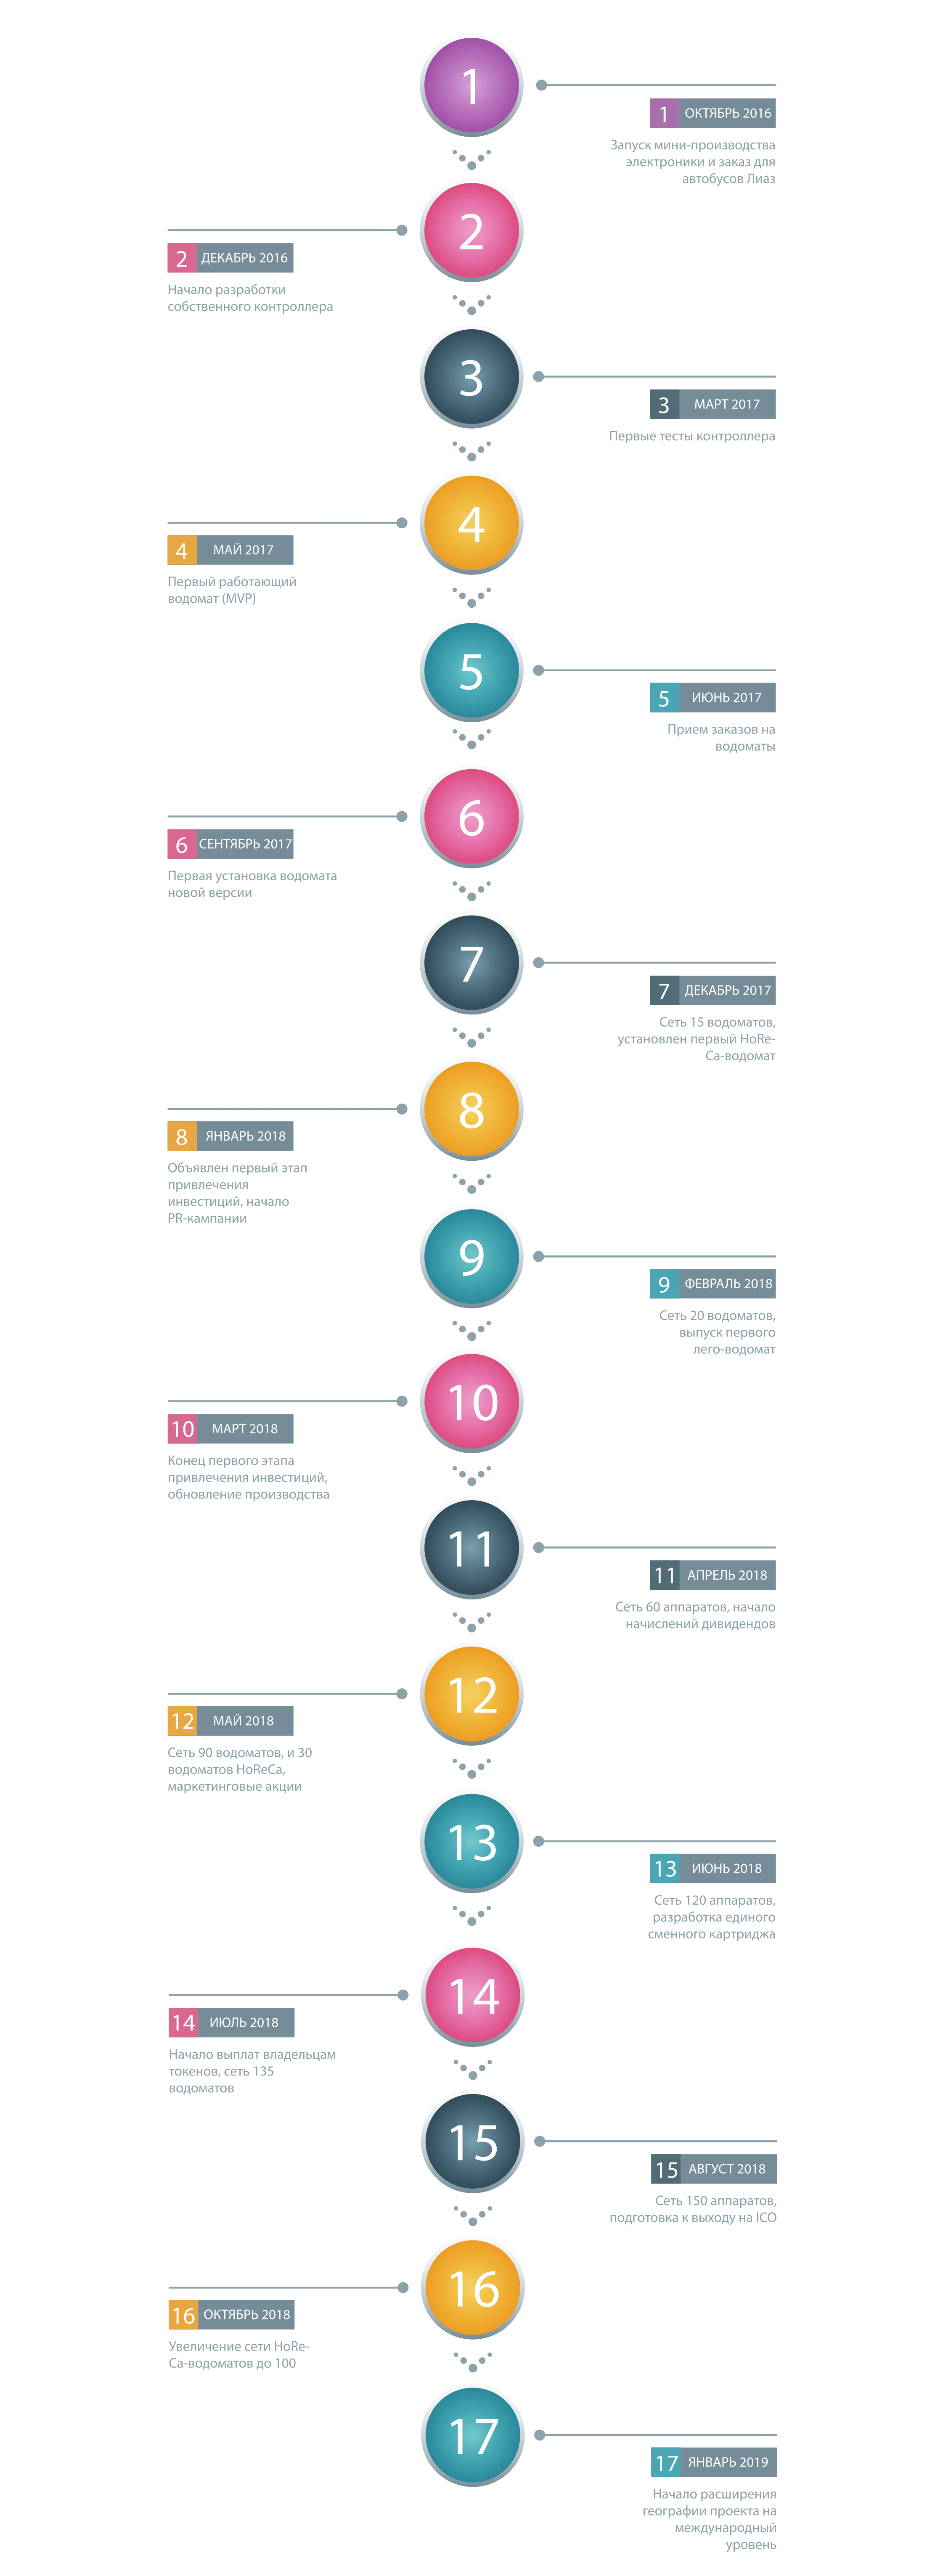 1
1 ОКТЯБРЬ 2016
Запуск мини-производства
электроники и заказ для
автобусов Лиаз
2
2 ДЕКАБРЬ 2016
Начало разработки
собственного контроллера
3
3 МАРТ 2017
Первые тесты контроллера
4
4 МАЙ 2017
Первый работающий
водомат (MVP)
5
5 ИЮНЬ 2017
Прием заказов на
водоматы
6
6 СЕНТЯБРЬ 2017
Первая установка водомата
новой версии
7
7 ДЕКАБРЬ 2017
Сеть 15 водоматов,
установлен первый HoRe-
Ca-водомат
8
8 ЯНВАРЬ 2018
Объявлен первый этап
привлечения
инвестиций, начало
PR-кампании
9
9 ФЕВРАЛЬ 2018
Сеть 20 водоматов,
выпуск первого
лего-водомат
10
10 МАРТ 2018
Конец первого этапа
привлечения инвестиций,
обновление производства
11
11 АПРЕЛЬ 2018
Сеть 60 аппаратов, начало
начислений дивидендов
12
12 МАЙ 2018
Сеть 90 водоматов, и 30
водоматов HoReCa,
маркетинговые акции
13
13 ИЮНЬ 2018
Сеть 120 аппаратов,
разработка единого
сменного картриджа
14
14 ИЮЛЬ 2018
Начало выплат владельцам
токенов, сеть 135
водоматов
15
15 АВГУСТ 2018
Сеть 150 аппаратов,
подготовка к выходу на ICO
16
16 ОКТЯБРЬ 2018
Увеличение сети HoRe-
Ca-водоматов до 100
17
17 ЯНВАРЬ 2019
Начало расширения
географии проекта на
международный
уровень